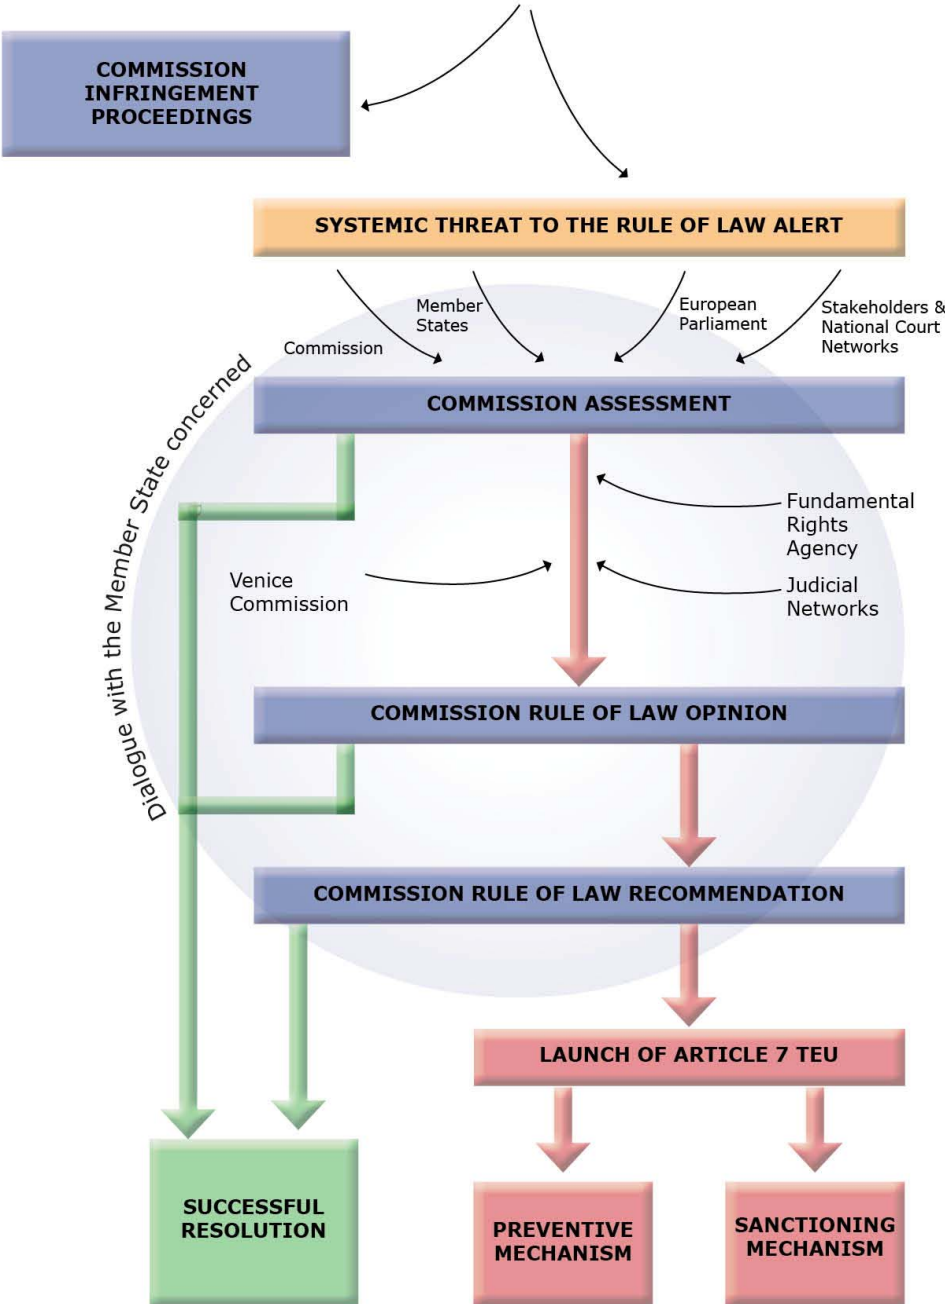 COMMISSION
INFRINGEMENT
PROCEEDINGS
SYSTEMIC THREAT TO THE RULE OF LAW ALERT
Commission
Member
States
European
Parliament
Stakeholders &
National Court
Networks
Dialogue with the Member State concerned
COMMISSION ASSESSMENT
Fundamental
Rights
Agency
Venice
Commission
Judicial
Networks
COMMISSION RULE OF LAW OPINION
COMMISSION RULE OF LAW RECOMMENDATION
LAUNCH OF ARTICLE 7 TEU
SUCCESSFUL
RESOLUTION
PREVENTIVE
MECHANISM
SANCTIONING
MECHANISM